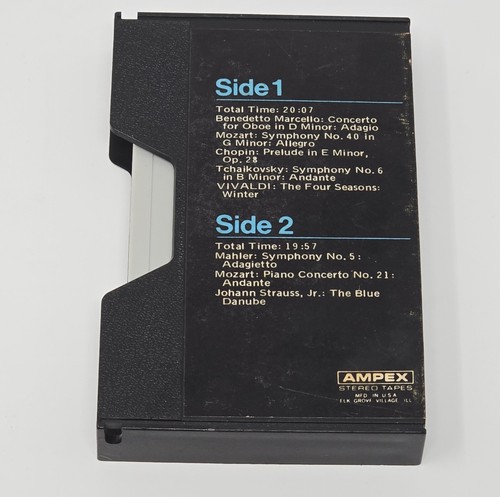 Side 1
Total Time: 20:07
Benedetto Marcello: Concerto
for Oboe in D Minor: Adagio
Mozart: Symphony No. 40 in
G Minor: Allegro
Chopin: Prelude in E Minor,
Op. 28
Tchaikovsky: Symphony No. 6
in B Minor: Andante
VIVALDI: The Four Seasons:
Winter
Side 2
Total Time: 19:57
Mahler: Symphony No. 5:
Adagietto
Mozart: Piano Concerto No. 21:
Andante
Johann Strauss, Jr.: The Blue
Danube
AMPEX
STEREO TAPES
MFD IN U.S.A
ELK GROVE VILLAGE, ILL